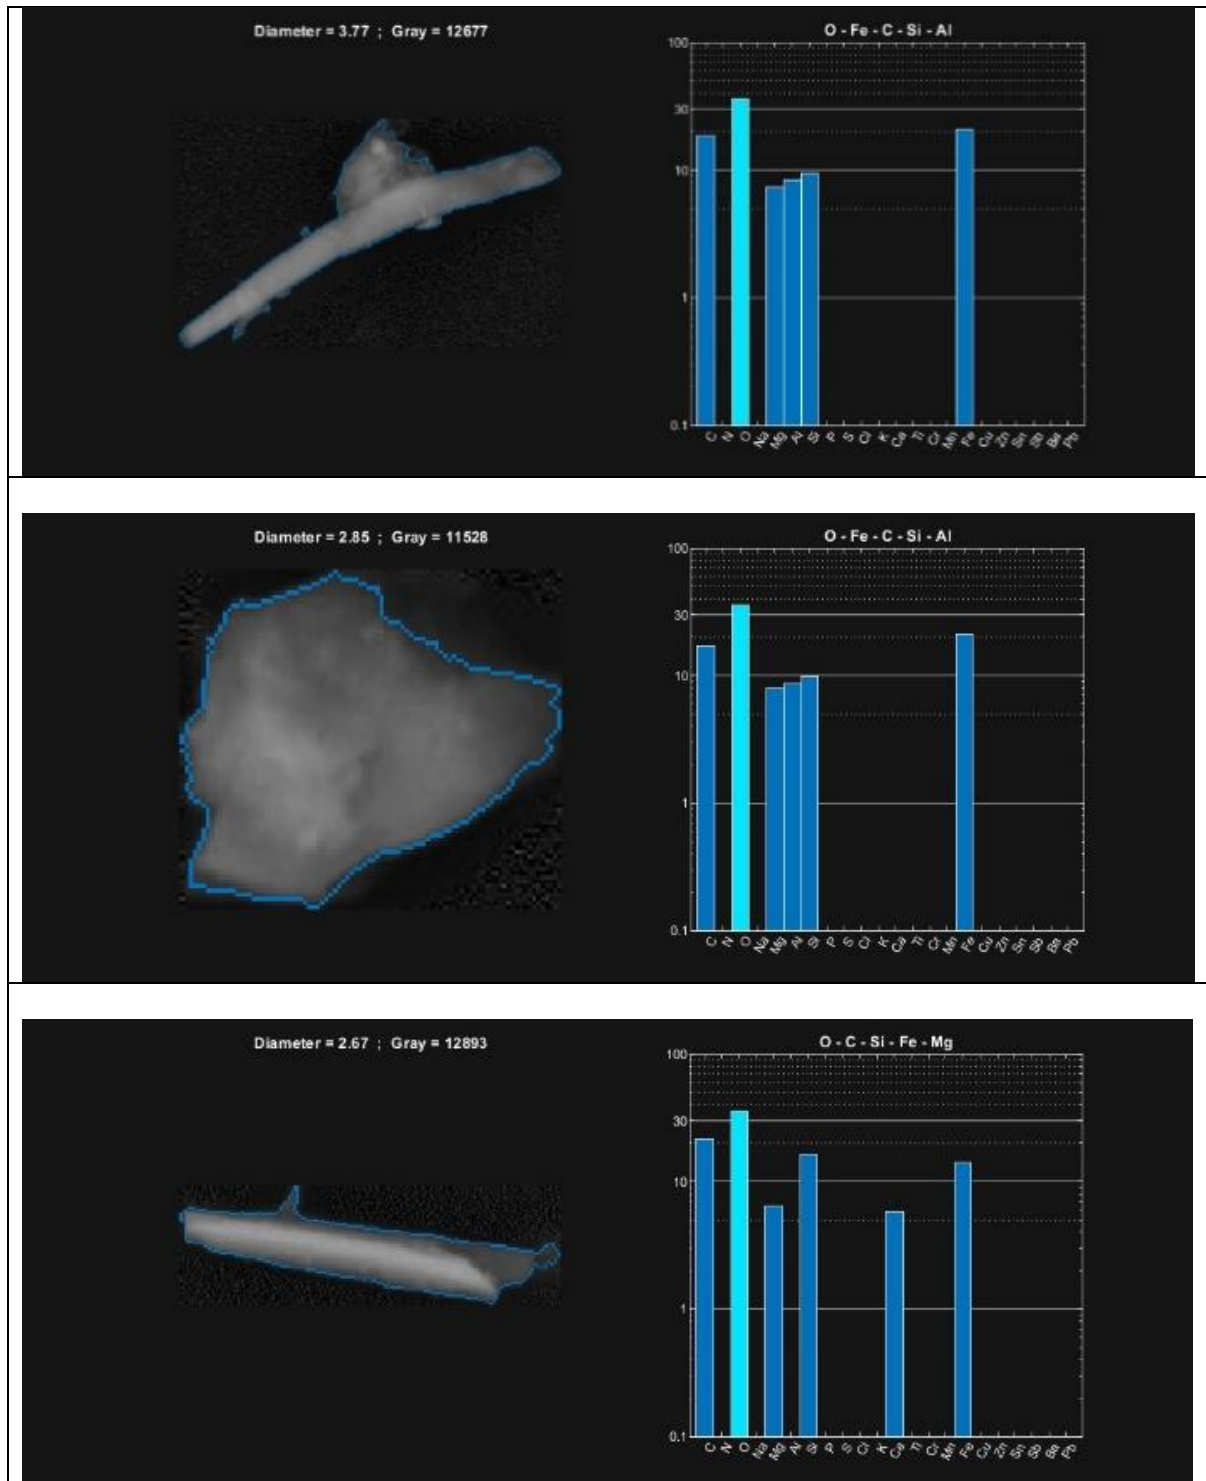 Diameter = 3.77 ; Gray = 12677
O - Fe - C - Si - Al
100
30
10
1
0.1
C N O Na Mg Al Si P S Cl K Ca Ti Cr Mn Fe Cu Zn Sn Sb Ba Pb
Diameter = 2.85 ; Gray = 11528
O - Fe - C - Si - Al
100
30
10
1
0.1
C N O Na Mg Al Si P S Cl K Ca Ti Cr Mn Fe Cu Zn Sn Sb Ba Pb
Diameter = 2.67 ; Gray = 12893
O - C - Si - Fe - Mg
100
30
10
1
0.1
C N O Na Mg Al Si P S Cl K Ca Ti Cr Mn Fe Cu Zn Sn Sb Ba Pb